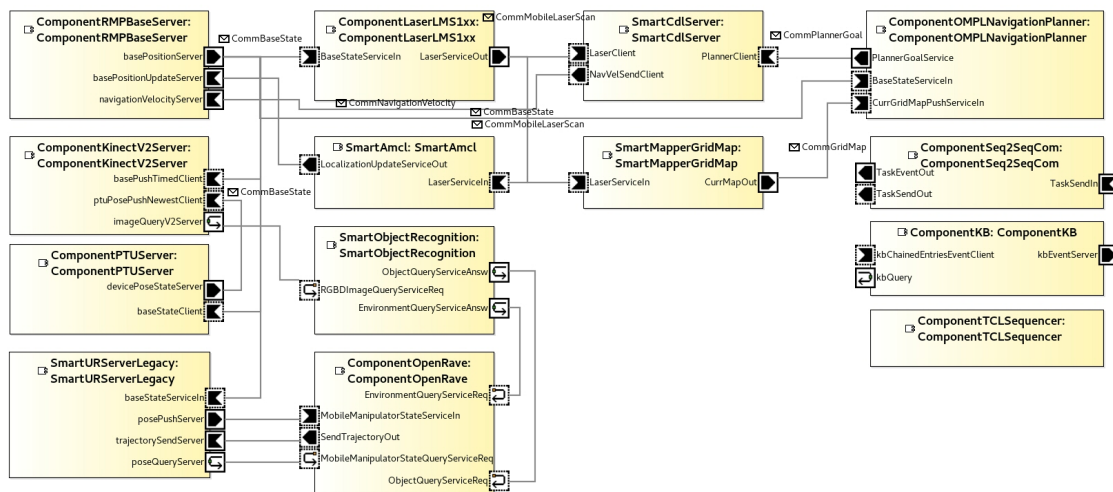 ComponentRMPBaseServer:
ComponentRMPBaseServer
basePositionServer
basePositionUpdateServer
navigationVelocityServer
CommBaseState
ComponentLaserLMS1xx:
ComponentLaserLMS1xx
BaseStateServiceIn
LaserServiceOut
CommMobileLaserScan
SmartCdlServer:
SmartCdlServer
LaserClient
NavVelSendClient
PlannerClient
CommPlannerGoal
ComponentOMPLNavigationPlanner:
ComponentOMPLNavigationPlanner
PlannerGoalService
BaseStateServiceIn
CurrGridMapPushServiceIn
CommNavigationVelocity
CommBaseState
CommMobileLaserScan
ComponentKinectV2Server:
ComponentKinectV2Server
basePushTimedClient
ptuPosePushNewestClient
imageQueryV2Server
CommBaseState
SmartAmcl: SmartAmcl
LocalizationUpdateServiceOut
LaserServiceIn
SmartMapperGridMap:
SmartMapperGridMap
LaserServiceIn
CurrMapOut
CommGridMap
ComponentSeq2SeqCom:
ComponentSeq2SeqCom
TaskEventOut
TaskSendIn
TaskSendOut
ComponentPTUServer:
ComponentPTUServer
devicePoseStateServer
baseStateClient
SmartObjectRecognition:
SmartObjectRecognition
ObjectQueryServiceAnsw
RGBDImageQueryServiceReq
EnvironmentQueryServiceAnsw
ComponentKB: ComponentKB
kbChainedEntriesEventClient
kbEventServer
kbQuery
ComponentTCLSequencer:
ComponentTCLSequencer
SmartURServerLegacy:
SmartURServerLegacy
baseStateServiceIn
posePushServer
trajectorySendServer
poseQueryServer
ComponentOpenRave:
ComponentOpenRave
EnvironmentQueryServiceReq
MobileManipulatorStateServiceIn
SendTrajectoryOut
MobileManipulatorStateQueryServiceReq
ObjectQueryServiceReq